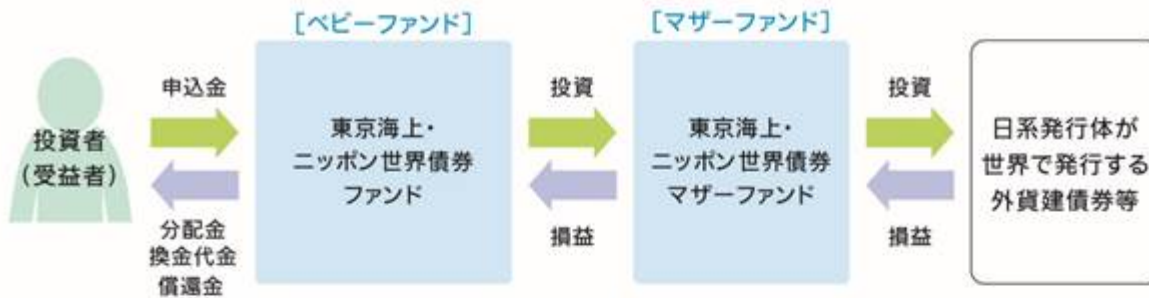 [ベビーファンド]
[マザーファンド]
投資者
(受益者)
申込金
分配金
換金代金
償還金
東京海上・
ニッポン世界債券
ファンド
投資
損益
東京海上・
ニッポン世界債券
マザーファンド
投資
損益
日系発行体が
世界で発行する
外貨建債券等